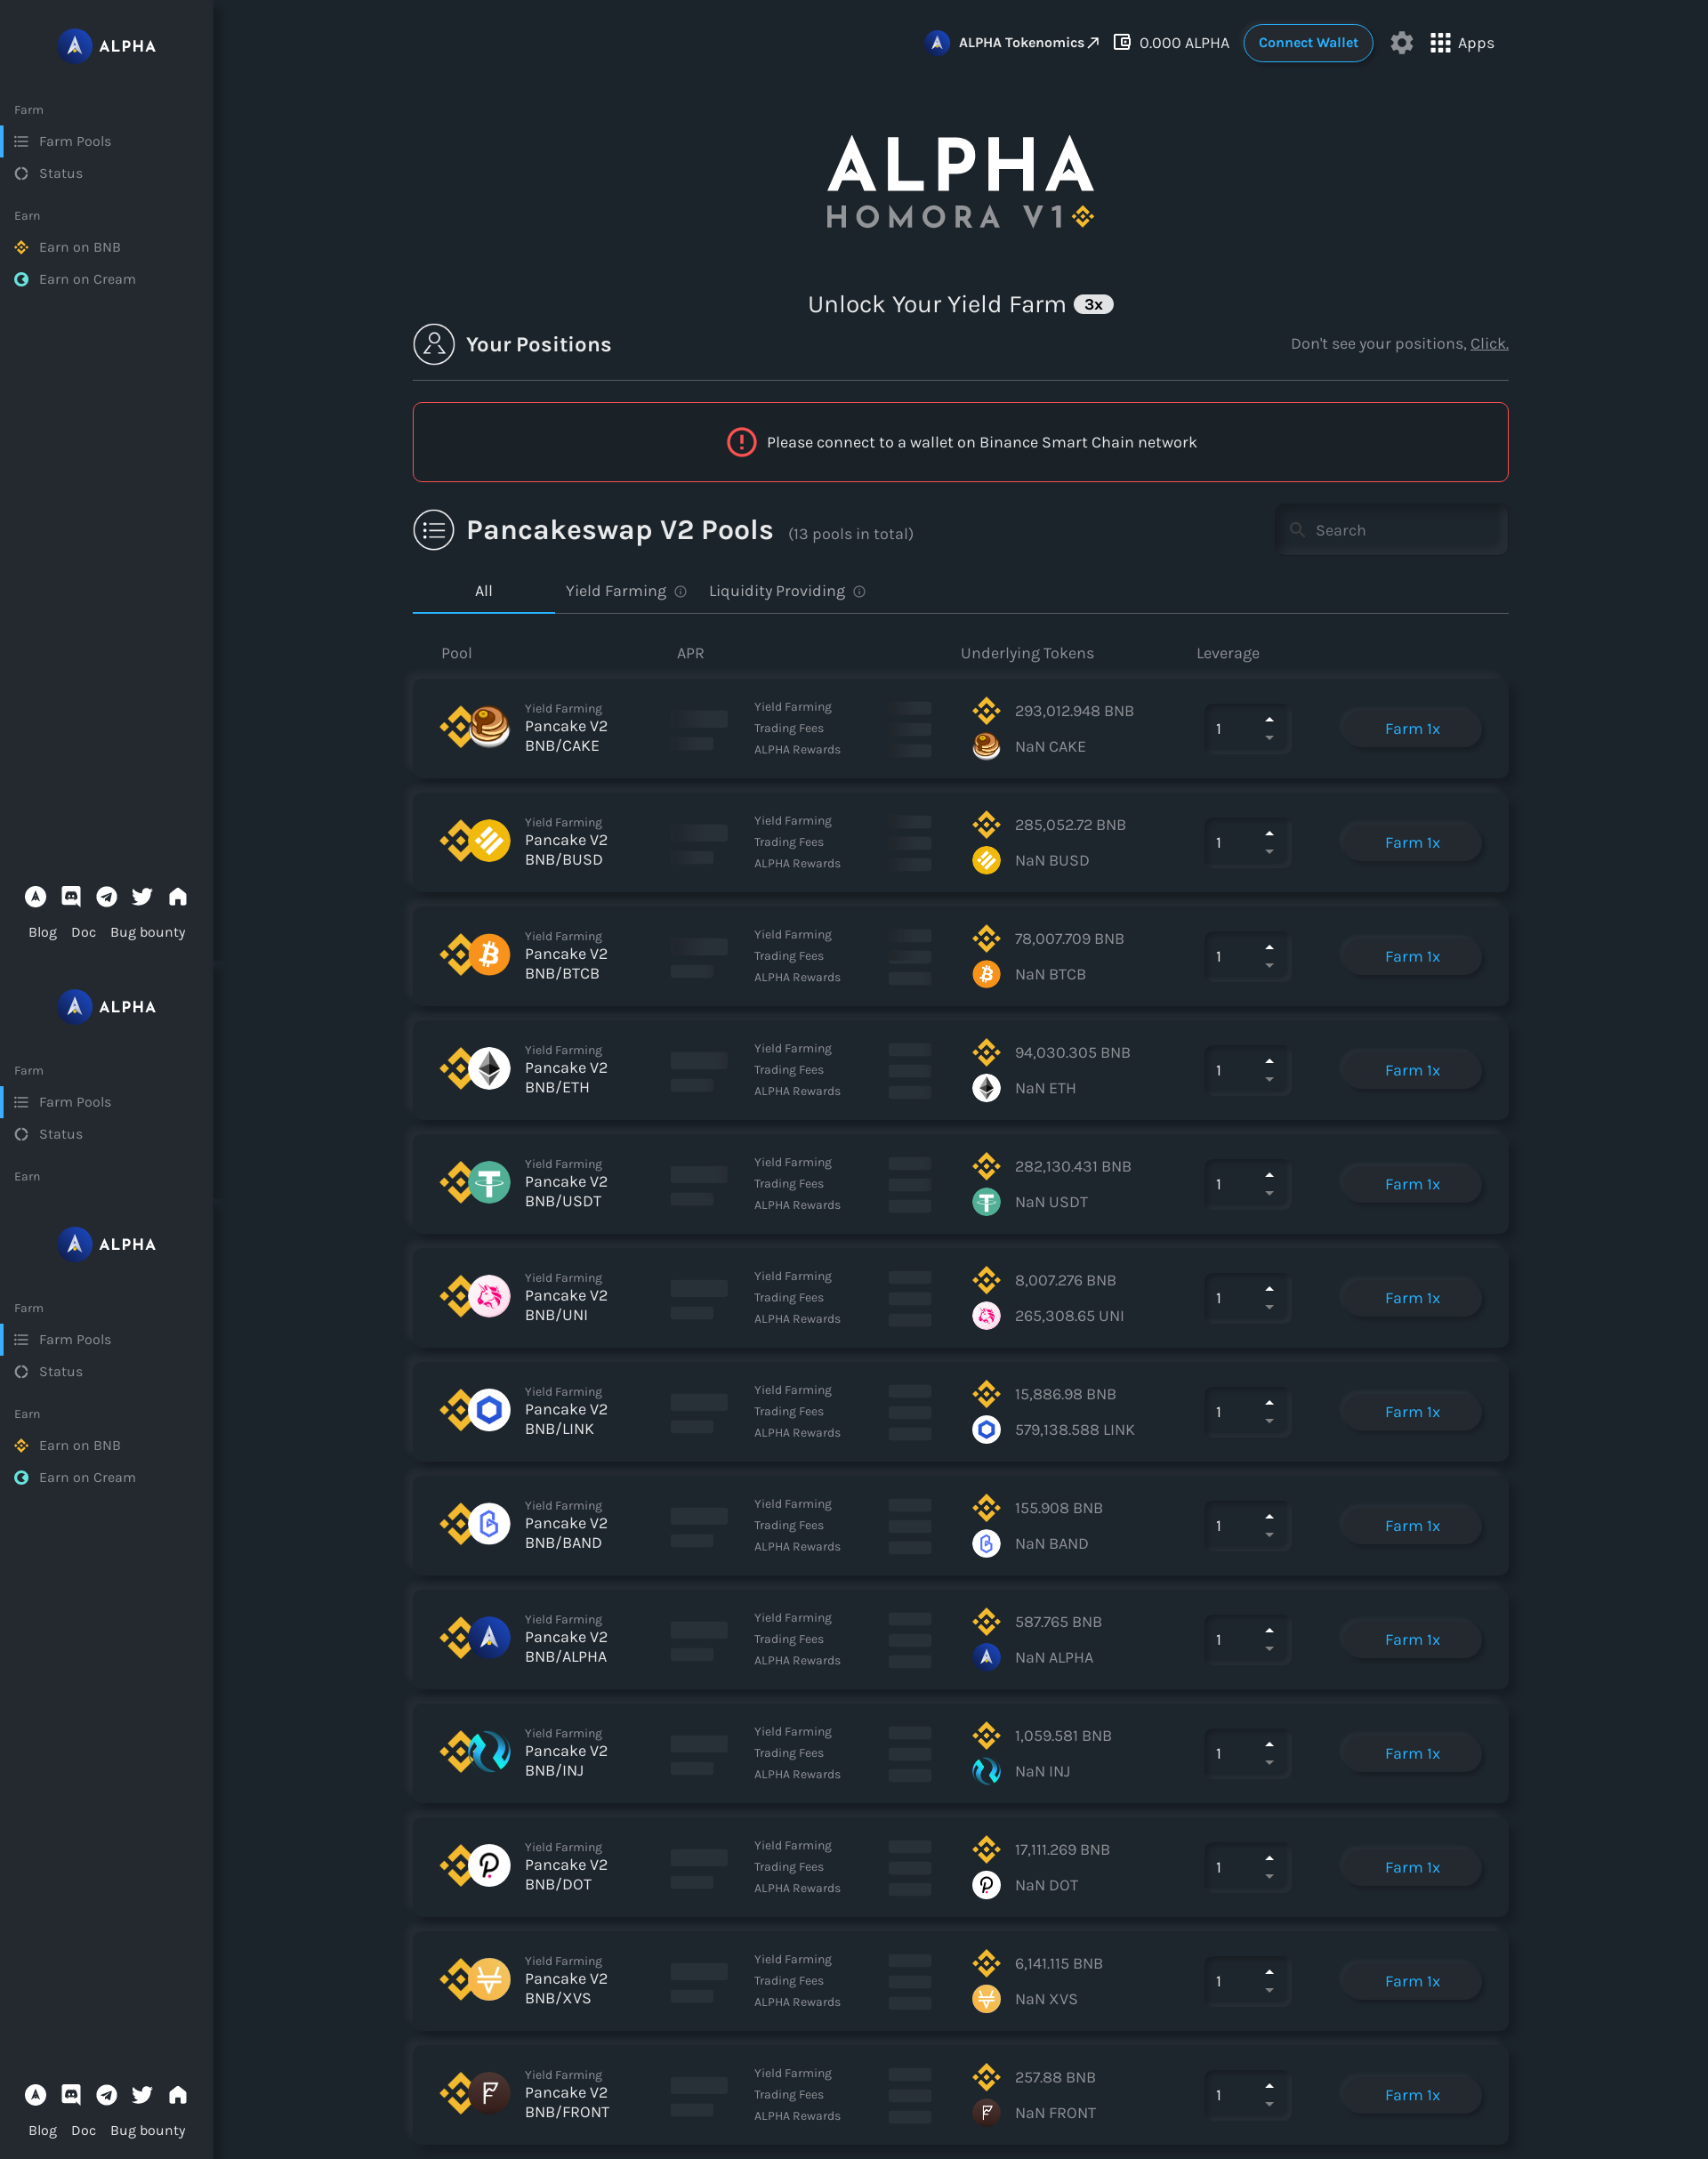 ALPHA
Farm
Farm Pools
Status
Earn
Earn on BNB
Earn on Cream
Blog Doc Bug bounty
ALPHA
Farm
Farm Pools
Status
Earn
ALPHA
Farm
Farm Pools
Status
Earn
Earn on BNB
Earn on Cream
Blog Doc Bug bounty
ALPHA Tokenomics 0.000 ALPHA Connect Wallet Apps
ALPHA
HOMORA V1
Unlock Your Yield Farm 3x
Your Positions
Don't see your positions, Click.
Please connect to a wallet on Binance Smart Chain network
Pancakeswap V2 Pools (13 pools in total)
Search
All Yield Farming Liquidity Providing
Pool APR Underlying Tokens Leverage
Yield Farming
Pancake V2
BNB/CAKE
Yield Farming
Trading Fees
ALPHA Rewards
293,012.948 BNB
NaN CAKE
1
Farm 1x
Yield Farming
Pancake V2
BNB/BUSD
Yield Farming
Trading Fees
ALPHA Rewards
285,052.72 BNB
NaN BUSD
1
Farm 1x
Yield Farming
Pancake V2
BNB/BTCB
Yield Farming
Trading Fees
ALPHA Rewards
78,007.709 BNB
NaN BTCB
1
Farm 1x
Yield Farming
Pancake V2
BNB/ETH
Yield Farming
Trading Fees
ALPHA Rewards
94,030.305 BNB
NaN ETH
1
Farm 1x
Yield Farming
Pancake V2
BNB/USDT
Yield Farming
Trading Fees
ALPHA Rewards
282,130.431 BNB
NaN USDT
1
Farm 1x
Yield Farming
Pancake V2
BNB/UNI
Yield Farming
Trading Fees
ALPHA Rewards
8,007.276 BNB
265,308.65 UNI
1
Farm 1x
Yield Farming
Pancake V2
BNB/LINK
Yield Farming
Trading Fees
ALPHA Rewards
15,886.98 BNB
579,138.588 LINK
1
Farm 1x
Yield Farming
Pancake V2
BNB/BAND
Yield Farming
Trading Fees
ALPHA Rewards
155.908 BNB
NaN BAND
1
Farm 1x
Yield Farming
Pancake V2
BNB/ALPHA
Yield Farming
Trading Fees
ALPHA Rewards
587.765 BNB
NaN ALPHA
1
Farm 1x
Yield Farming
Pancake V2
BNB/INJ
Yield Farming
Trading Fees
ALPHA Rewards
1,059.581 BNB
NaN INJ
1
Farm 1x
Yield Farming
Pancake V2
BNB/DOT
Yield Farming
Trading Fees
ALPHA Rewards
17,111.269 BNB
NaN DOT
1
Farm 1x
Yield Farming
Pancake V2
BNB/XVS
Yield Farming
Trading Fees
ALPHA Rewards
6,141.115 BNB
NaN XVS
1
Farm 1x
Yield Farming
Pancake V2
BNB/FRONT
Yield Farming
Trading Fees
ALPHA Rewards
257.88 BNB
NaN FRONT
1
Farm 1x